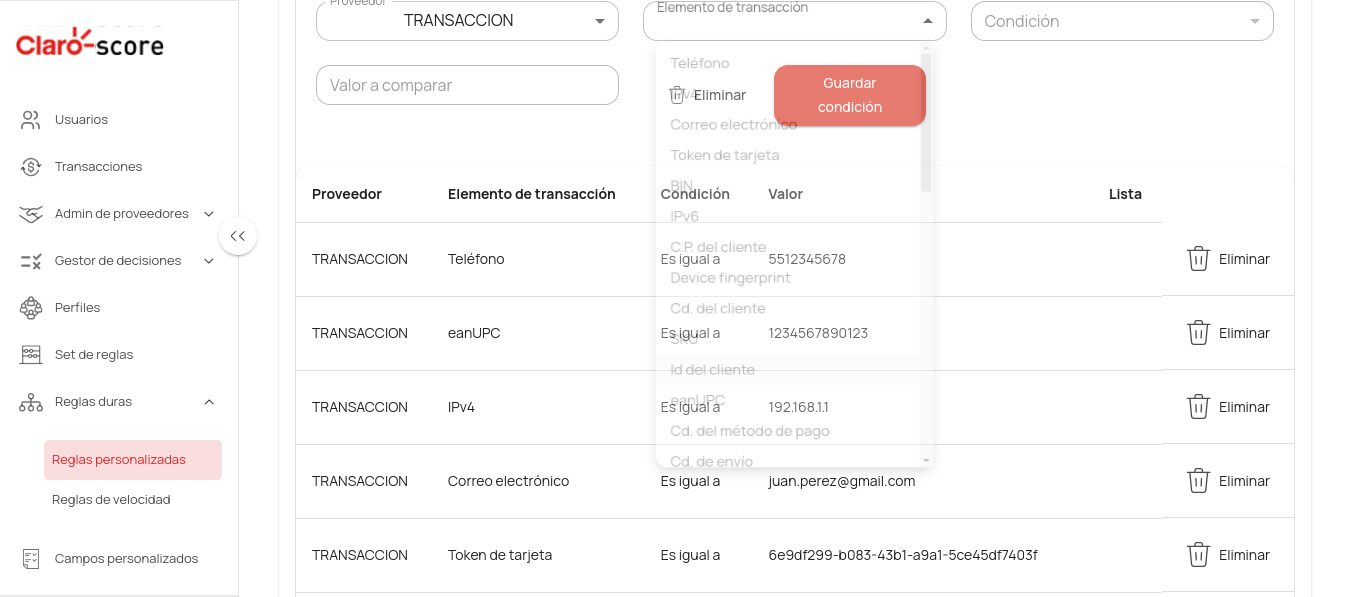 Proveedor
TRANSACCION
Elemento de transacción
Condición
Valor a comparar
Claro-score
Usuarios
Transacciones
Admin de proveedores
Gestor de decisiones
Perfiles
Set de reglas
Reglas duras
Reglas personalizadas
Reglas de velocidad
Campos personalizados
Teléfono
IPv4
Correo electrónico
Token de tarjeta
BIN
IPv6
C.P. del cliente
Device fingerprint
Cd. del cliente
SKU
Id del cliente
eanUPC
Cd. del método de pago
Cd. de envío
Eliminar
Guardar
condición
Proveedor Elemento de transacción Condición Valor Lista
TRANSACCION Teléfono Es igual a 5512345678 Eliminar
TRANSACCION eanUPC Es igual a 1234567890123 Eliminar
TRANSACCION IPv4 Es igual a 192.168.1.1 Eliminar
TRANSACCION Correo electrónico Es igual a juan.perez@gmail.com Eliminar
TRANSACCION Token de tarjeta Es igual a 6e9df299-b083-43b1-a9a1-5ce45df7403f Eliminar